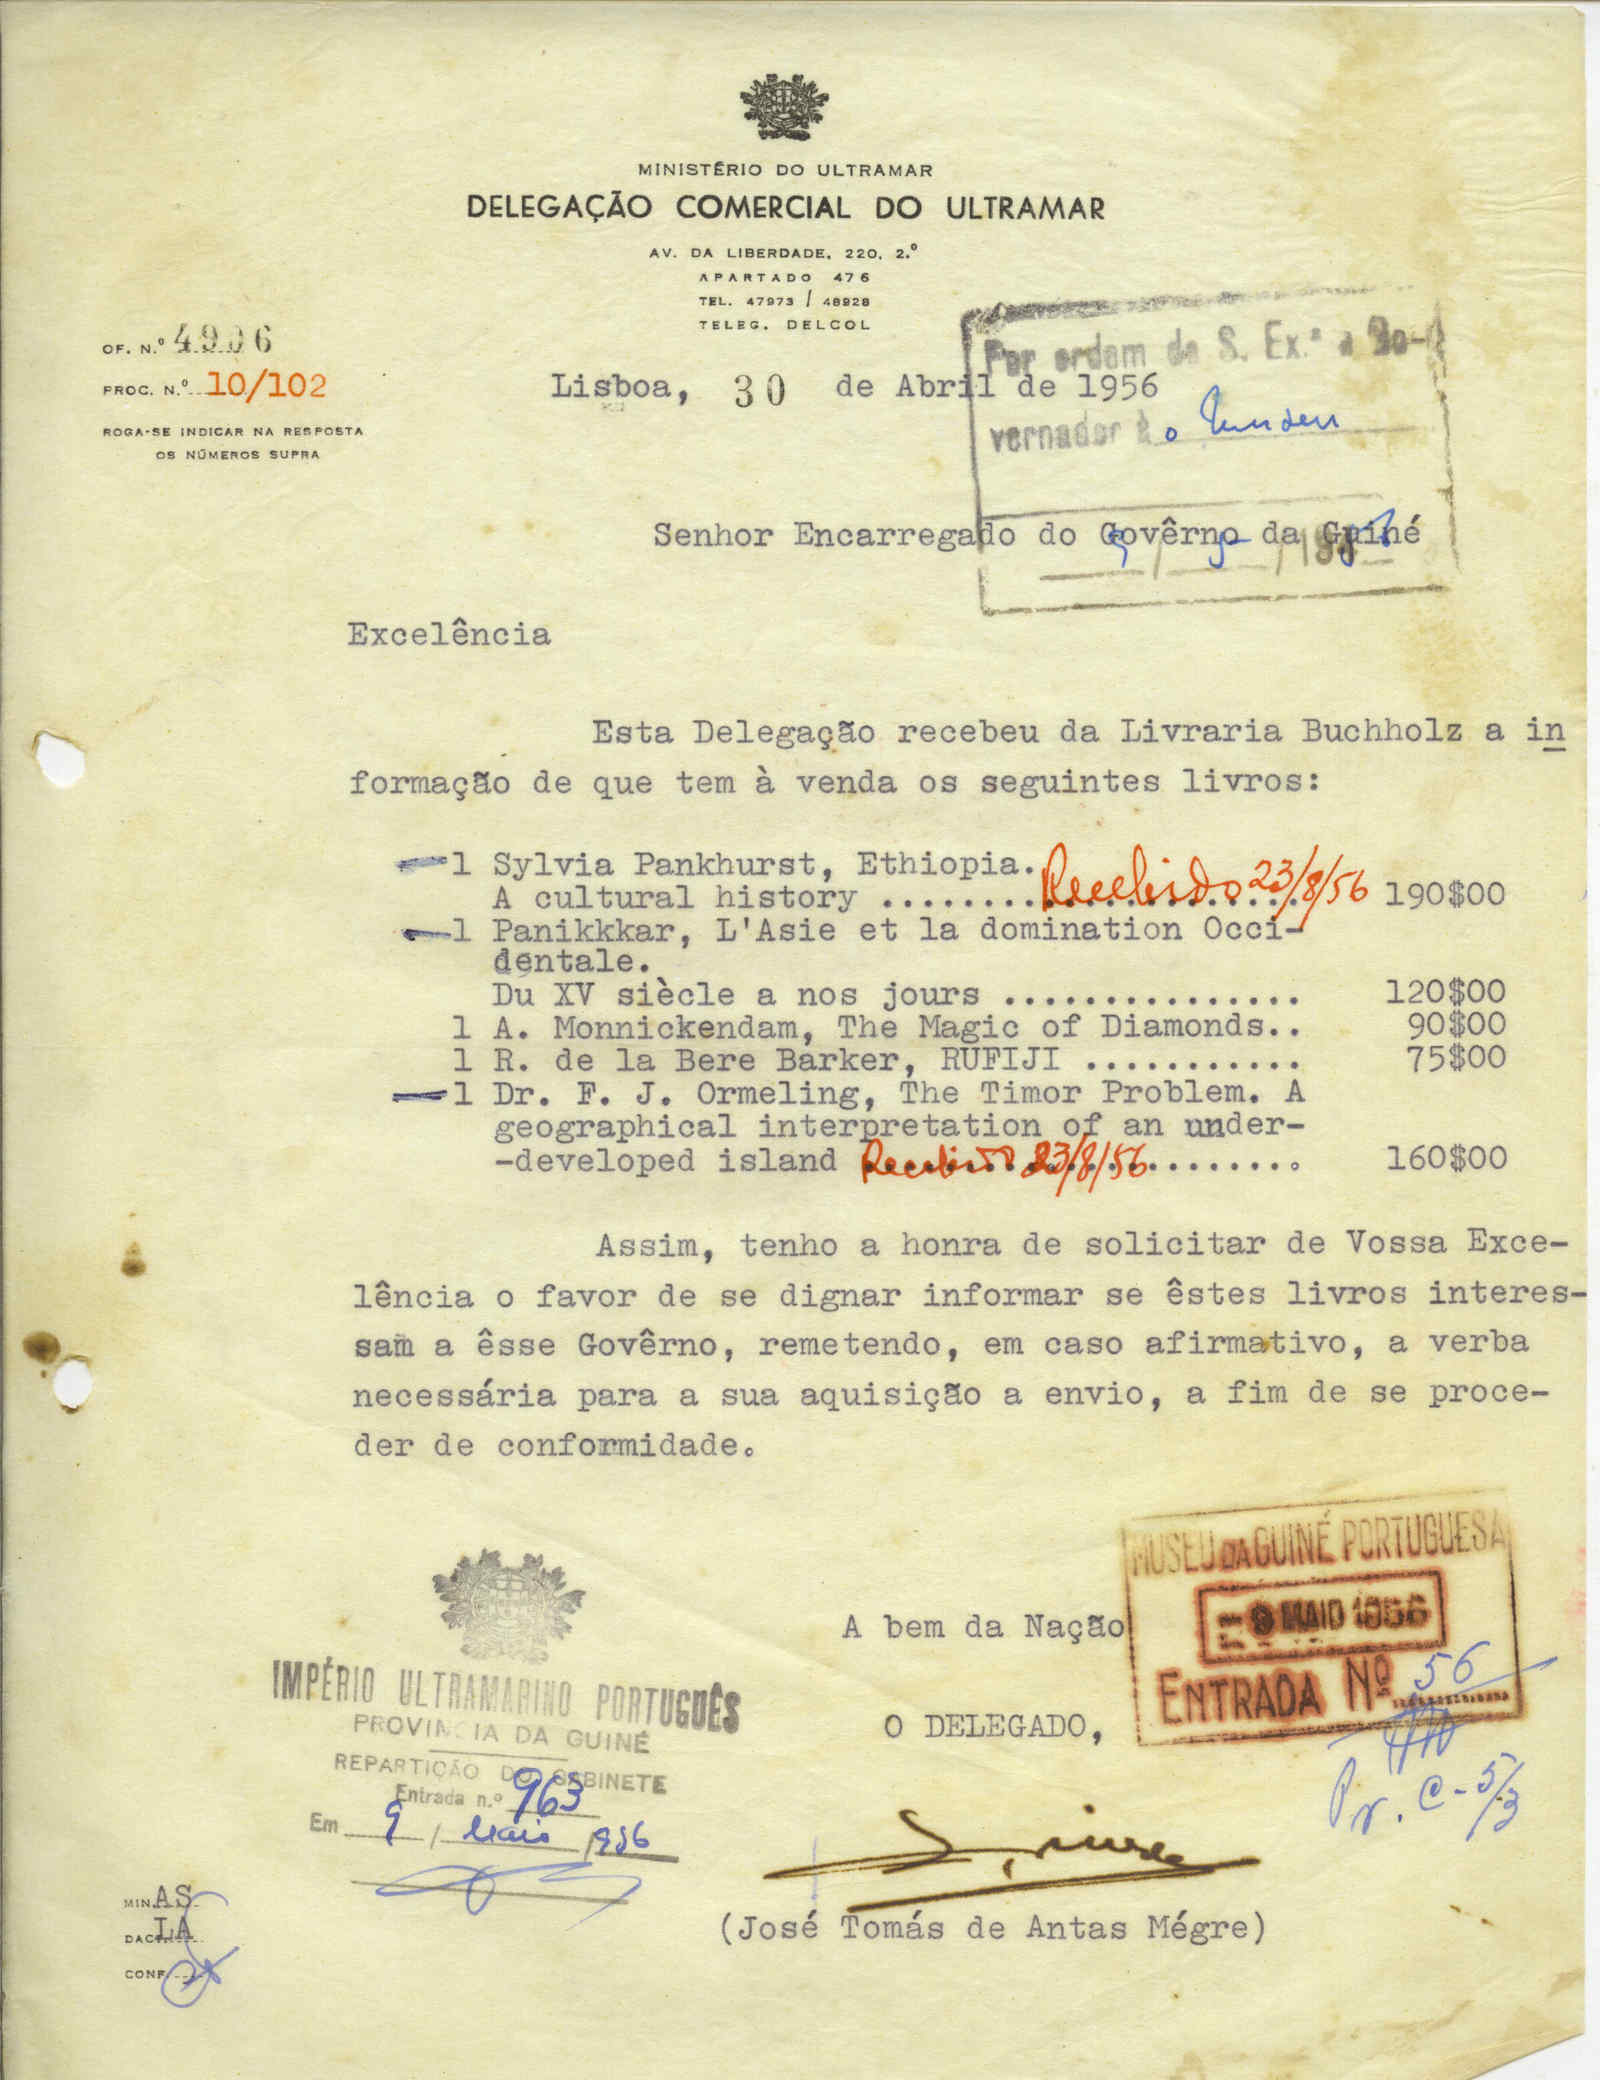 MINISTÉRIO DO ULTRAMAR
DELEGAÇÃO COMERCIAL DO ULTRAMAR
AV. DA LIBERDADE, 220, 2.º
APARTADO 476
TEL. 47973 / 48928
TELEG. DELCOL
OF. N.º 4906
PROC. N.º 10/102
ROGA-SE INDICAR NA RESPOSTA
OS NÚMEROS SUPRA
Por ordem de S. Ex.ª o Go-
vernador à o
9 / 5 / 1956
Lisboa, 30 de Abril de 1956
Senhor Encarregado do Govêrno da Guiné
Excelência
Esta Delegação recebeu da Livraria Buchholz a in
formação de que tem à venda os seguintes livros:
1 Sylvia Pankhurst, Ethiopia.
A cultural history .................... 190$00
Recebido 23/8/56
1 Panikkkar, L'Asie et la domination Occi-
dentale.
Du XV siècle a nos jours ............... 120$00
1 A. Monnickendam, The Magic of Diamonds.. 90$00
1 R. de la Bere Barker, RUFIJI ........... 75$00
1 Dr. F. J. Ormeling, The Timor Problem. A
geographical interpretation of an under-
-developed island ...................... 160$00
Recebido 23/8/56
Assim, tenho a honra de solicitar de Vossa Exce-
lência o favor de se dignar informar se êstes livros interes-
sam a êsse Govêrno, remetendo, em caso afirmativo, a verba
necessária para a sua aquisição a envio, a fim de se proce-
der de conformidade.
MUSEU DA GUINÉ PORTUGUESA
-9 MAIO 1956
ENTRADA Nº 56
P. C-5/3
A bem da Nação
O DELEGADO,
(José Tomás de Antas Mégre)
IMPÉRIO ULTRAMARINO PORTUGUÊS
PROVINCIA DA GUINÉ
REPARTIÇÃO DO GABINETE
Entrada n.º 963
Em 9 / Maio / 1956
MIN. AS
DACT. LA
CONF.